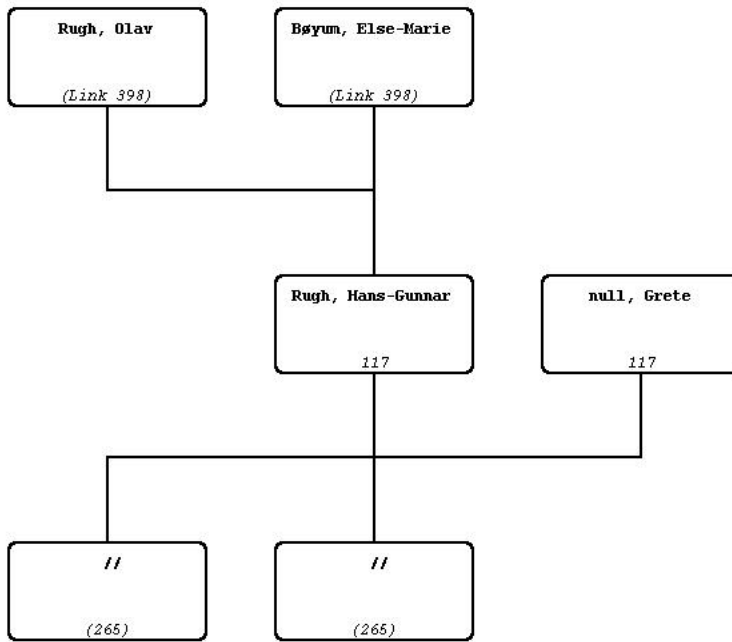 Rugh, Olav
Bøyum, Else-Marie
(Link 398)
(Link 398)
Rugh, Hans-Gunnar
null, Grete
117
117
//
//
(265)
(265)